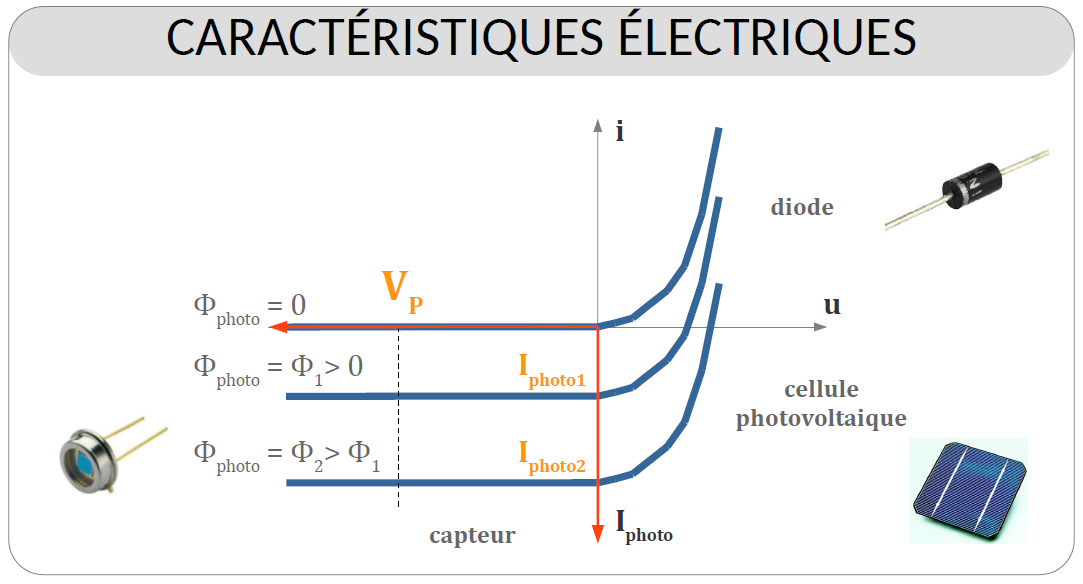 CARACTÉRISTIQUES ÉLECTRIQUES
i
diode
V_P
Φ_photo = 0
u
Φ_photo = Φ_1> 0
I_photo1
cellule
photovoltaique
Φ_photo = Φ_2> Φ_1
I_photo2
I_photo
capteur